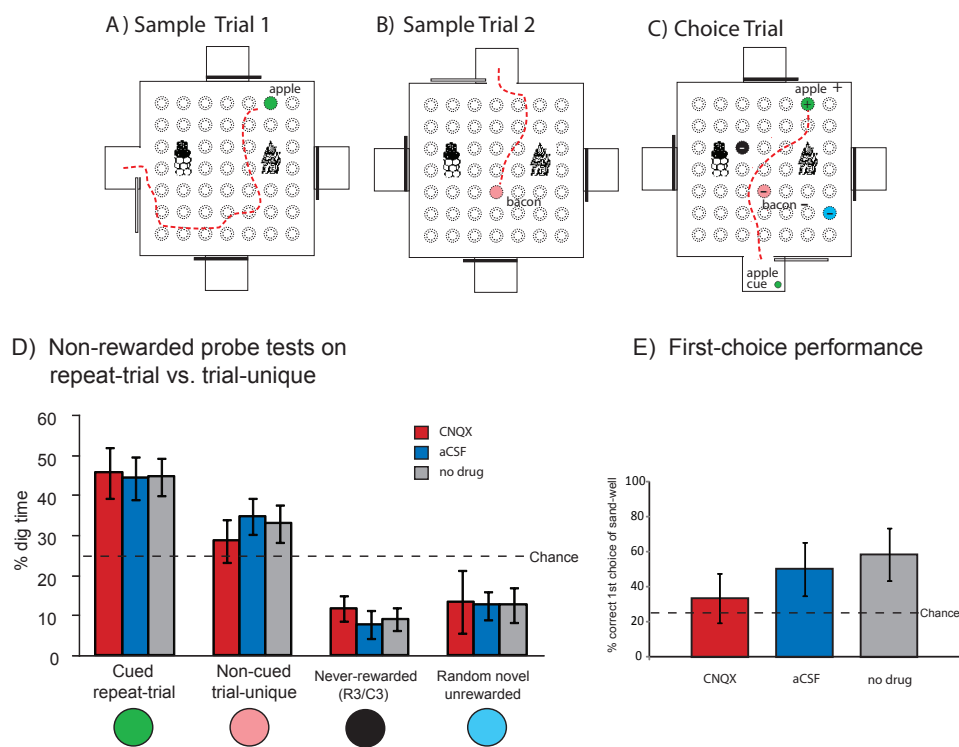 A) Sample Trial 1
B) Sample Trial 2
C) Choice Trial
apple
bacon
apple +
+
-
-
bacon -
-
apple
cue
D) Non-rewarded probe tests on
repeat-trial vs. trial-unique
E) First-choice performance
% dig time
60
50
40
30
20
10
0
CNQX
aCSF
no drug
Chance
Cued
repeat-trial
Non-cued
trial-unique
Never-rewarded
(R3/C3)
Random novel
unrewarded
% correct 1st choice of sand-well
100
80
60
40
20
0
Chance
CNQX
aCSF
no drug